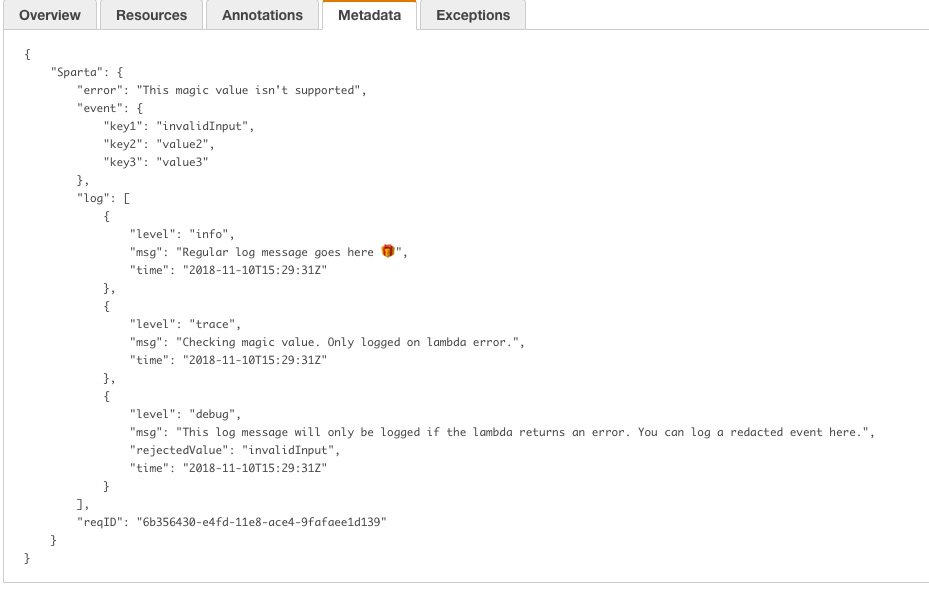 Overview Resources Annotations Metadata Exceptions
{
    "Sparta": {
        "error": "This magic value isn't supported",
        "event": {
            "key1": "invalidInput",
            "key2": "value2",
            "key3": "value3"
        },
        "log": [
            {
                "level": "info",
                "msg": "Regular log message goes here 🎁",
                "time": "2018-11-10T15:29:31Z"
            },
            {
                "level": "trace",
                "msg": "Checking magic value. Only logged on lambda error.",
                "time": "2018-11-10T15:29:31Z"
            },
            {
                "level": "debug",
                "msg": "This log message will only be logged if the lambda returns an error. You can log a redacted event here.",
                "rejectedValue": "invalidInput",
                "time": "2018-11-10T15:29:31Z"
            }
        ],
        "reqID": "6b356430-e4fd-11e8-ace4-9fafaee1d139"
    }
}